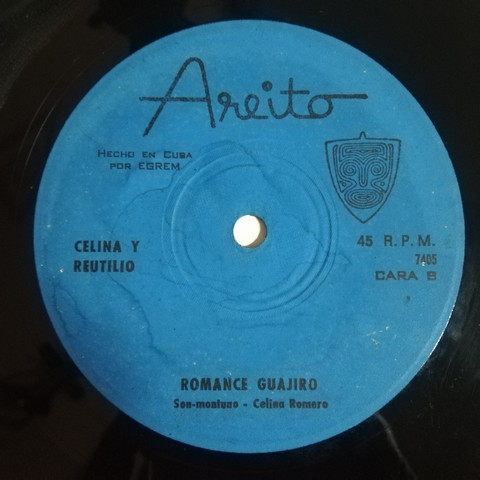 Areito
HECHO EN CUBA
POR EGREM
CELINA Y
REUTILIO
45 R.P.M.
7405
CARA B
ROMANCE GUAJIRO
Son-montuno - Celina Romero